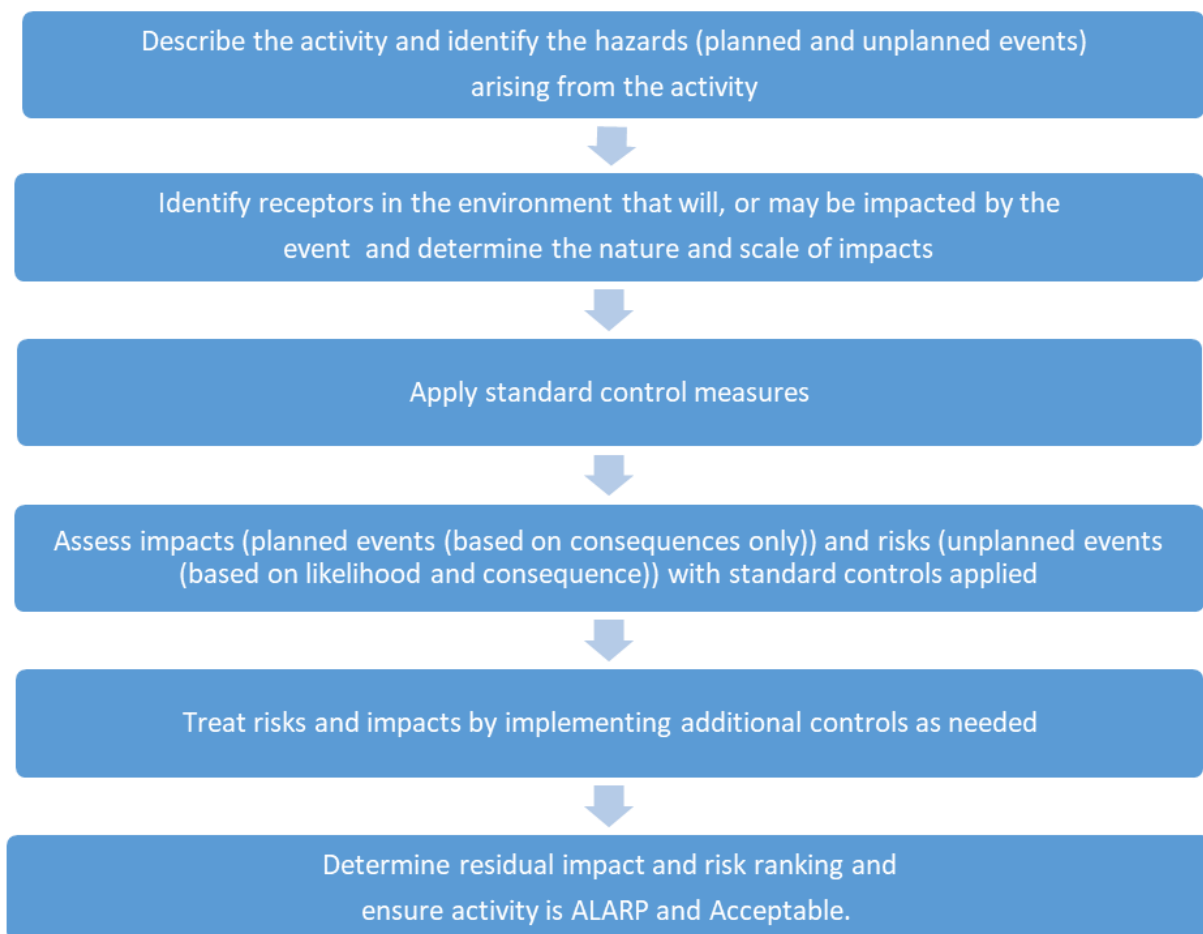 Describe the activity and identify the hazards (planned and unplanned events)
arising from the activity
Identify receptors in the environment that will, or may be impacted by the
event  and determine the nature and scale of impacts
Apply standard control measures
Assess impacts (planned events (based on consequences only)) and risks (unplanned events
(based on likelihood and consequence)) with standard controls applied
Treat risks and impacts by implementing additional controls as needed
Determine residual impact and risk ranking and
ensure activity is ALARP and Acceptable.